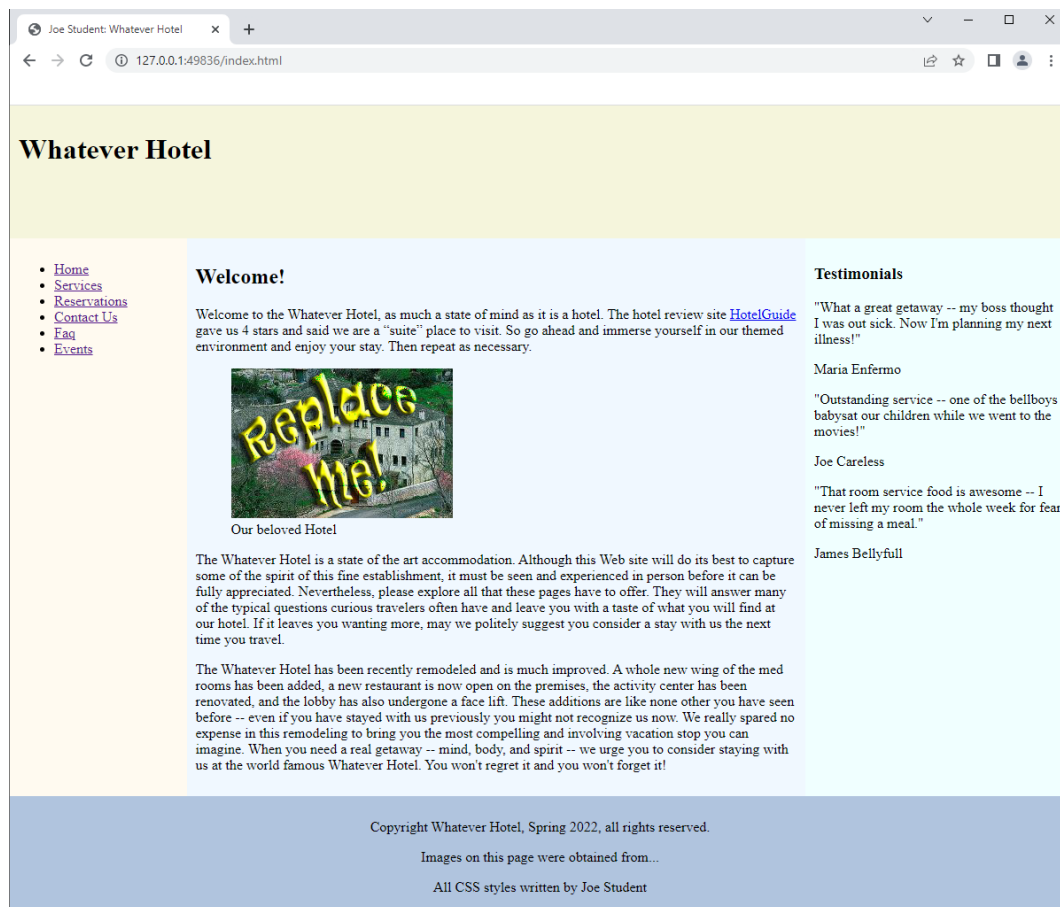 Joe Student: Whatever Hotel
127.0.0.1:49836/index.html
Whatever Hotel
Home
Services
Reservations
Contact Us
Faq
Events
Welcome!
Welcome to the Whatever Hotel, as much a state of mind as it is a hotel. The hotel review site HotelGuide
gave us 4 stars and said we are a “suite” place to visit. So go ahead and immerse yourself in our themed
environment and enjoy your stay. Then repeat as necessary.
Replace
Me!
Our beloved Hotel
The Whatever Hotel is a state of the art accommodation. Although this Web site will do its best to capture
some of the spirit of this fine establishment, it must be seen and experienced in person before it can be
fully appreciated. Nevertheless, please explore all that these pages have to offer. They will answer many
of the typical questions curious travelers often have and leave you with a taste of what you will find at
our hotel. If it leaves you wanting more, may we politely suggest you consider a stay with us the next
time you travel.
The Whatever Hotel has been recently remodeled and is much improved. A whole new wing of the med
rooms has been added, a new restaurant is now open on the premises, the activity center has been
renovated, and the lobby has also undergone a face lift. These additions are like none other you have seen
before -- even if you have stayed with us previously you might not recognize us now. We really spared no
expense in this remodeling to bring you the most compelling and involving vacation stop you can
imagine. When you need a real getaway -- mind, body, and spirit -- we urge you to consider staying with
us at the world famous Whatever Hotel. You won't regret it and you won't forget it!
Testimonials
"What a great getaway -- my boss thought
I was out sick. Now I'm planning my next
illness!"
Maria Enfermo
"Outstanding service -- one of the bellboys
babysat our children while we went to the
movies!"
Joe Careless
"That room service food is awesome -- I
never left my room the whole week for fear
of missing a meal."
James Bellyfull
Copyright Whatever Hotel, Spring 2022, all rights reserved.
Images on this page were obtained from...
All CSS styles written by Joe Student